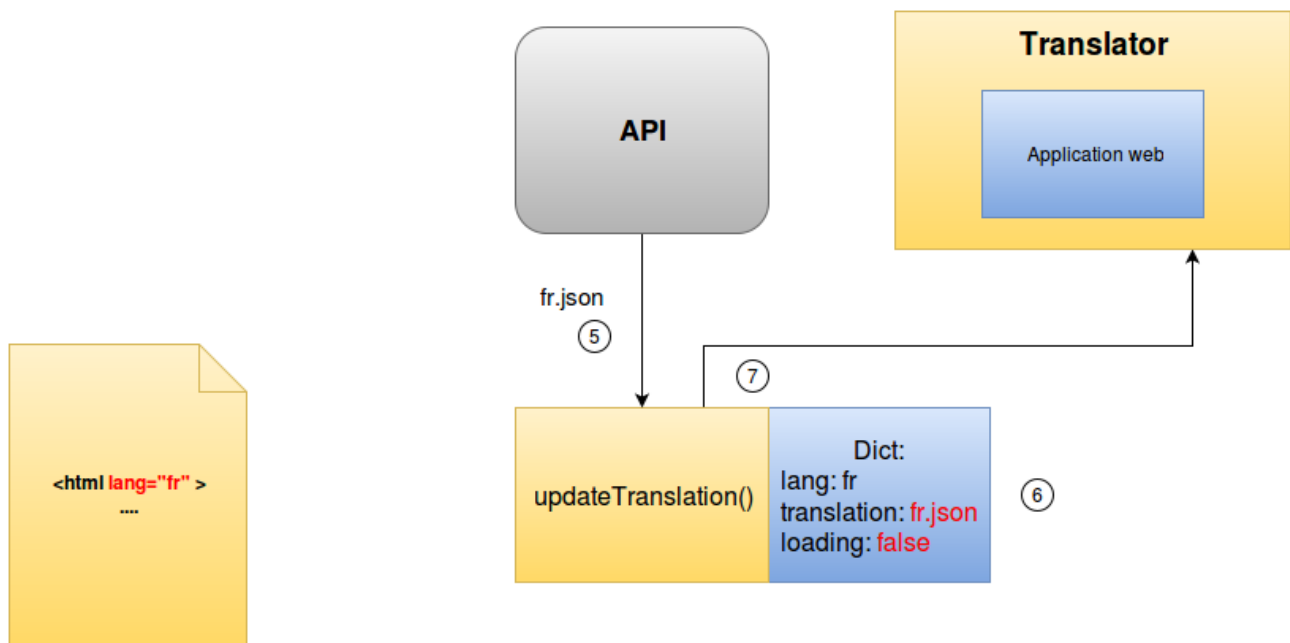 Translator
API
Application web
fr.json
5
7
<html lang="fr" >
....
updateTranslation()
Dict:
lang: fr
translation: fr.json
loading: false
6